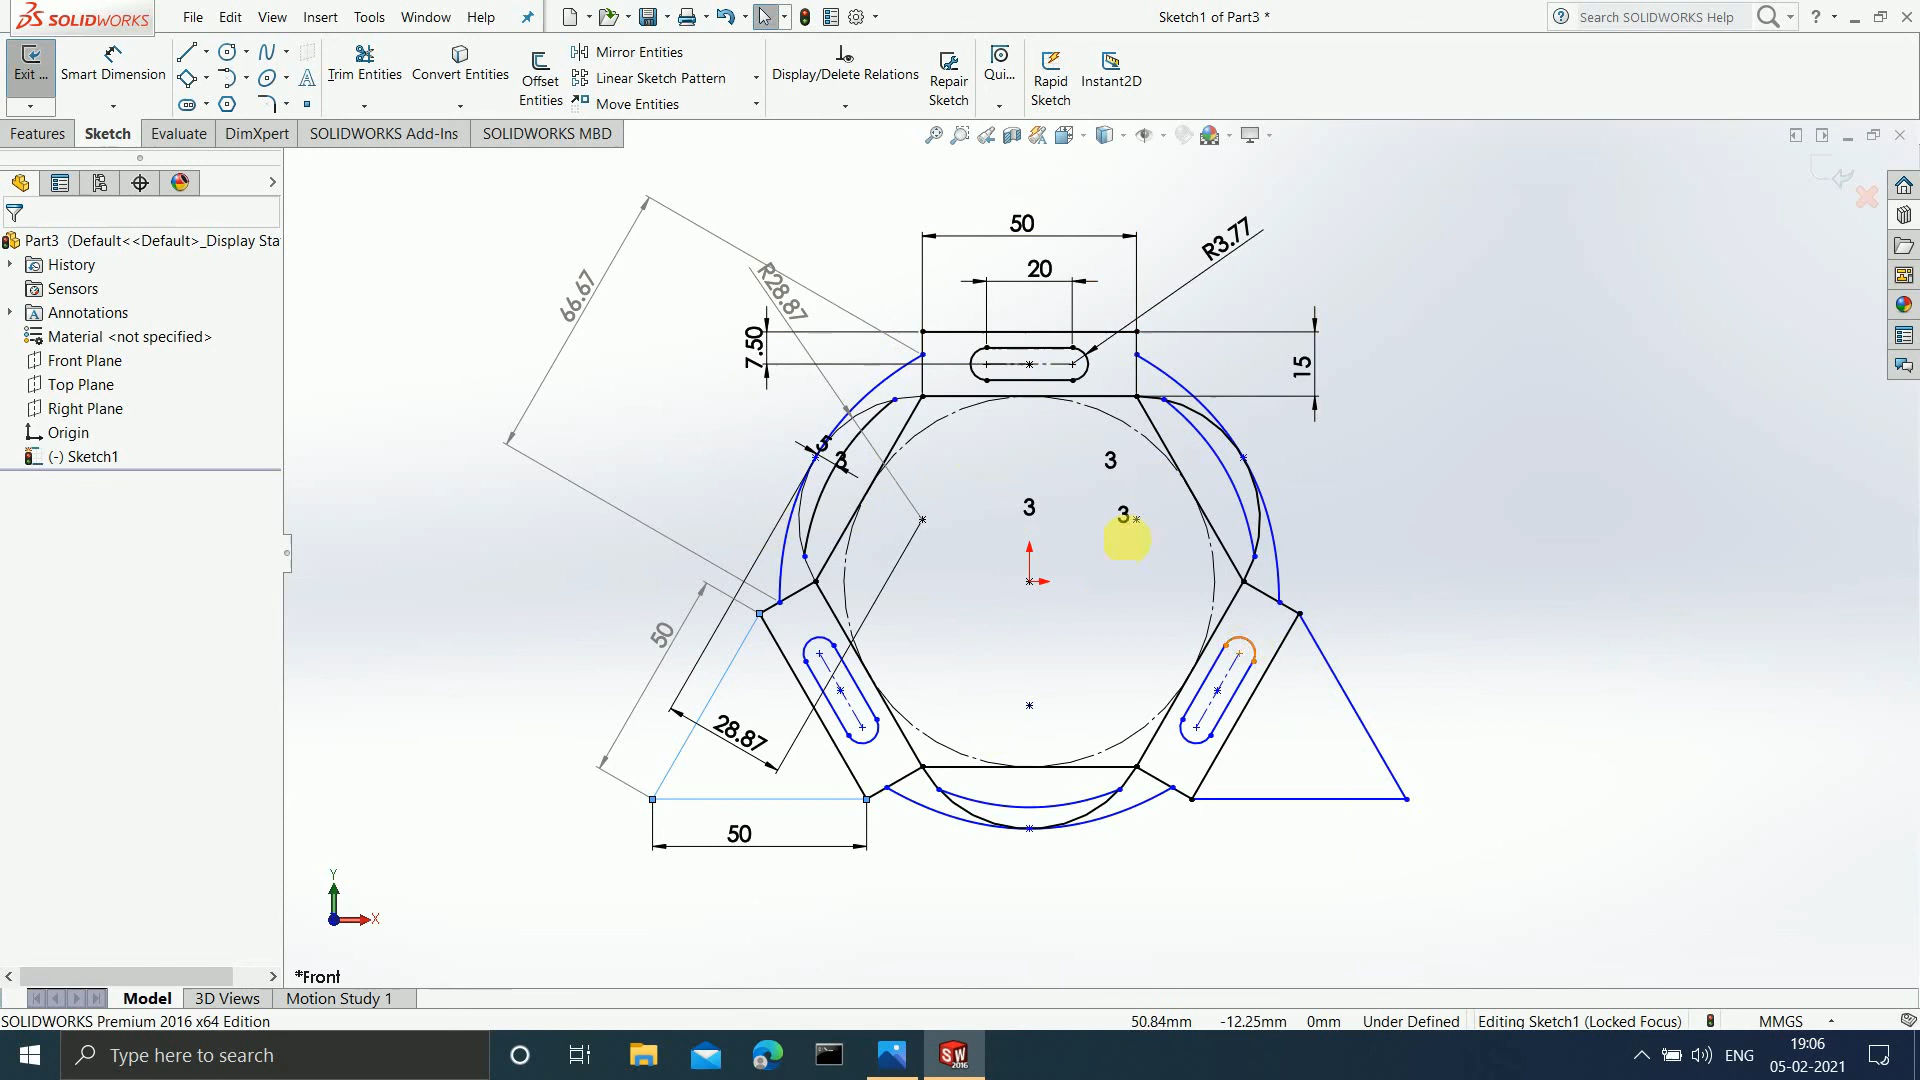 SOLIDWORKS
File Edit View Insert Tools Window Help
Sketch1 of Part3 *
Search SOLIDWORKS Help
Exit ...
Smart Dimension
Trim Entities
Convert Entities
Offset Entities
Mirror Entities
Linear Sketch Pattern
Move Entities
Display/Delete Relations
Repair Sketch
Qui...
Rapid Sketch
Instant2D
Features Sketch Evaluate DimXpert SOLIDWORKS Add-Ins SOLIDWORKS MBD
Part3 (Default<<Default>_Display Sta
History
Sensors
Annotations
Material <not specified>
Front Plane
Top Plane
Right Plane
Origin
(-) Sketch1
50
R3.77
20
66.67
R28.87
7.50
15
5
3
3
3
3
50
28.87
50
Y
X
*Front
Model 3D Views Motion Study 1
SOLIDWORKS Premium 2016 x64 Edition
50.84mm -12.25mm 0mm Under Defined Editing Sketch1 (Locked Focus) MMGS
Type here to search
SW
2016
ENG
19:06
05-02-2021